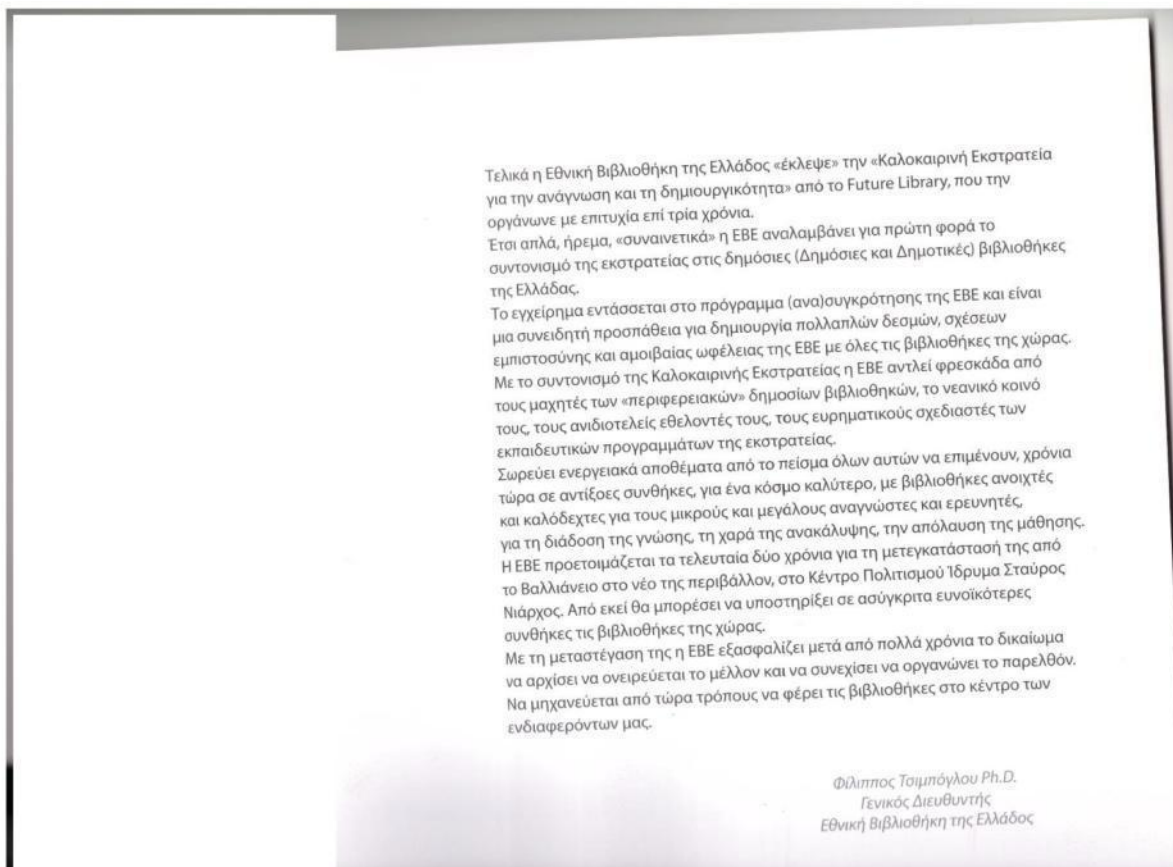 Τελικά η Εθνική Βιβλιοθήκη της Ελλάδος «έκλεψε» την «Καλοκαιρινή Εκστρατεία
για την ανάγνωση και τη δημιουργικότητα» από το Future Library, που την
οργάνωνε με επιτυχία επί τρία χρόνια.
Έτσι απλά, ήρεμα, «συναινετικά» η ΕΒΕ αναλαμβάνει για πρώτη φορά το
συντονισμό της εκστρατείας στις δημόσιες (Δημόσιες και Δημοτικές) βιβλιοθήκες
της Ελλάδας.
Το εγχείρημα εντάσσεται στο πρόγραμμα (ανα)συγκρότησης της ΕΒΕ και είναι
μια συνειδητή προσπάθεια για δημιουργία πολλαπλών δεσμών, σχέσεων
εμπιστοσύνης και αμοιβαίας ωφέλειας της ΕΒΕ με όλες τις βιβλιοθήκες της χώρας.
Με το συντονισμό της Καλοκαιρινής Εκστρατείας η ΕΒΕ αντλεί φρεσκάδα από
τους μαχητές των «περιφερειακών» δημοσίων βιβλιοθηκών, το νεανικό κοινό
τους, τους ανιδιοτελείς εθελοντές τους, τους ευρηματικούς σχεδιαστές των
εκπαιδευτικών προγραμμάτων της εκστρατείας.
Σωρεύει ενεργειακά αποθέματα από το πείσμα όλων αυτών να επιμένουν, χρόνια
τώρα σε αντίξοες συνθήκες, για ένα κόσμο καλύτερο, με βιβλιοθήκες ανοιχτές
και καλόδεχτες για τους μικρούς και μεγάλους αναγνώστες και ερευνητές,
για τη διάδοση της γνώσης, τη χαρά της ανακάλυψης, την απόλαυση της μάθησης.
Η ΕΒΕ προετοιμάζεται τα τελευταία δύο χρόνια για τη μετεγκατάστασή της από
το Βαλλιάνειο στο νέο της περιβάλλον, στο Κέντρο Πολιτισμού Ίδρυμα Σταύρος
Νιάρχος. Από εκεί θα μπορέσει να υποστηρίξει σε ασύγκριτα ευνοϊκότερες
συνθήκες τις βιβλιοθήκες της χώρας.
Με τη μεταστέγαση της η ΕΒΕ εξασφαλίζει μετά από πολλά χρόνια το δικαίωμα
να αρχίσει να ονειρεύεται το μέλλον και να συνεχίσει να οργανώνει το παρελθόν.
Να μηχανεύεται από τώρα τρόπους να φέρει τις βιβλιοθήκες στο κέντρο των
ενδιαφερόντων μας.
Φίλιππος Τσιμπόγλου Ph.D.
Γενικός Διευθυντής
Εθνική Βιβλιοθήκη της Ελλάδος